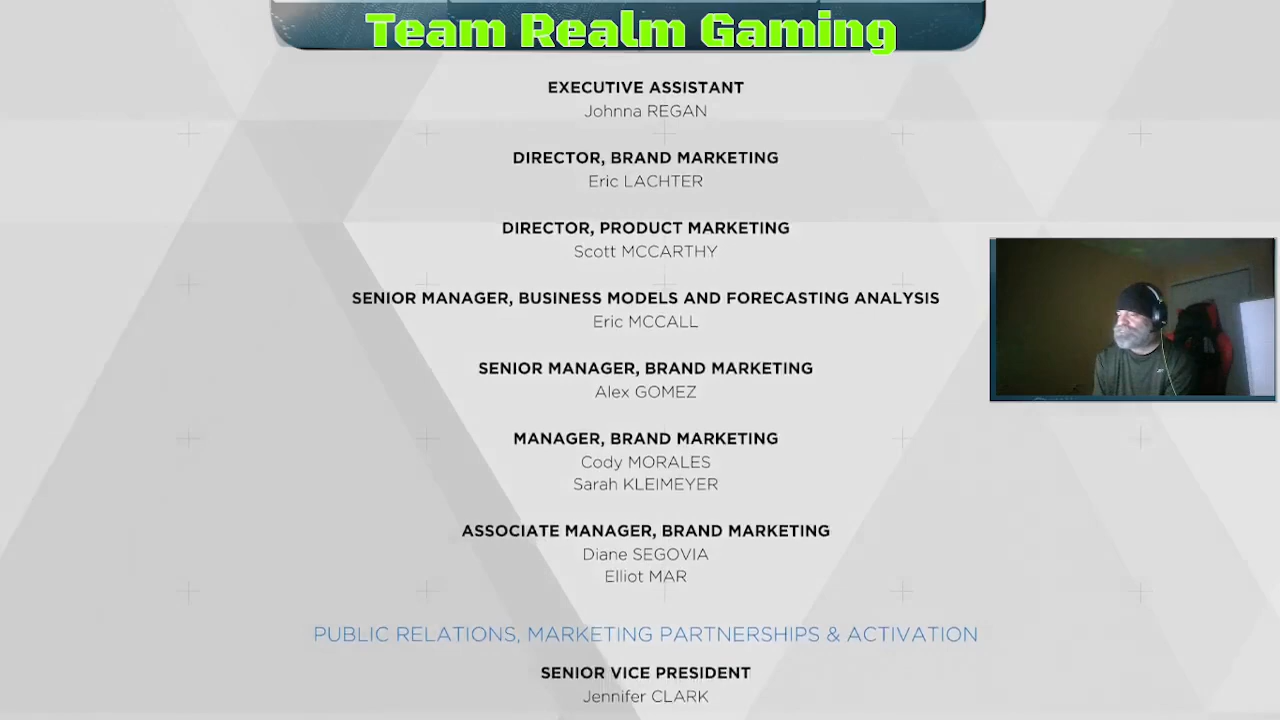 Team Realm Gaming
EXECUTIVE ASSISTANT
Johnna REGAN
DIRECTOR, BRAND MARKETING
Eric LACHTER
DIRECTOR, PRODUCT MARKETING
Scott MCCARTHY
SENIOR MANAGER, BUSINESS MODELS AND FORECASTING ANALYSIS
Eric MCCALL
SENIOR MANAGER, BRAND MARKETING
Alex GOMEZ
MANAGER, BRAND MARKETING
Cody MORALES
Sarah KLEIMEYER
ASSOCIATE MANAGER, BRAND MARKETING
Diane SEGOVIA
Elliot MAR
PUBLIC RELATIONS, MARKETING PARTNERSHIPS & ACTIVATION
SENIOR VICE PRESIDENT
Jennifer CLARK